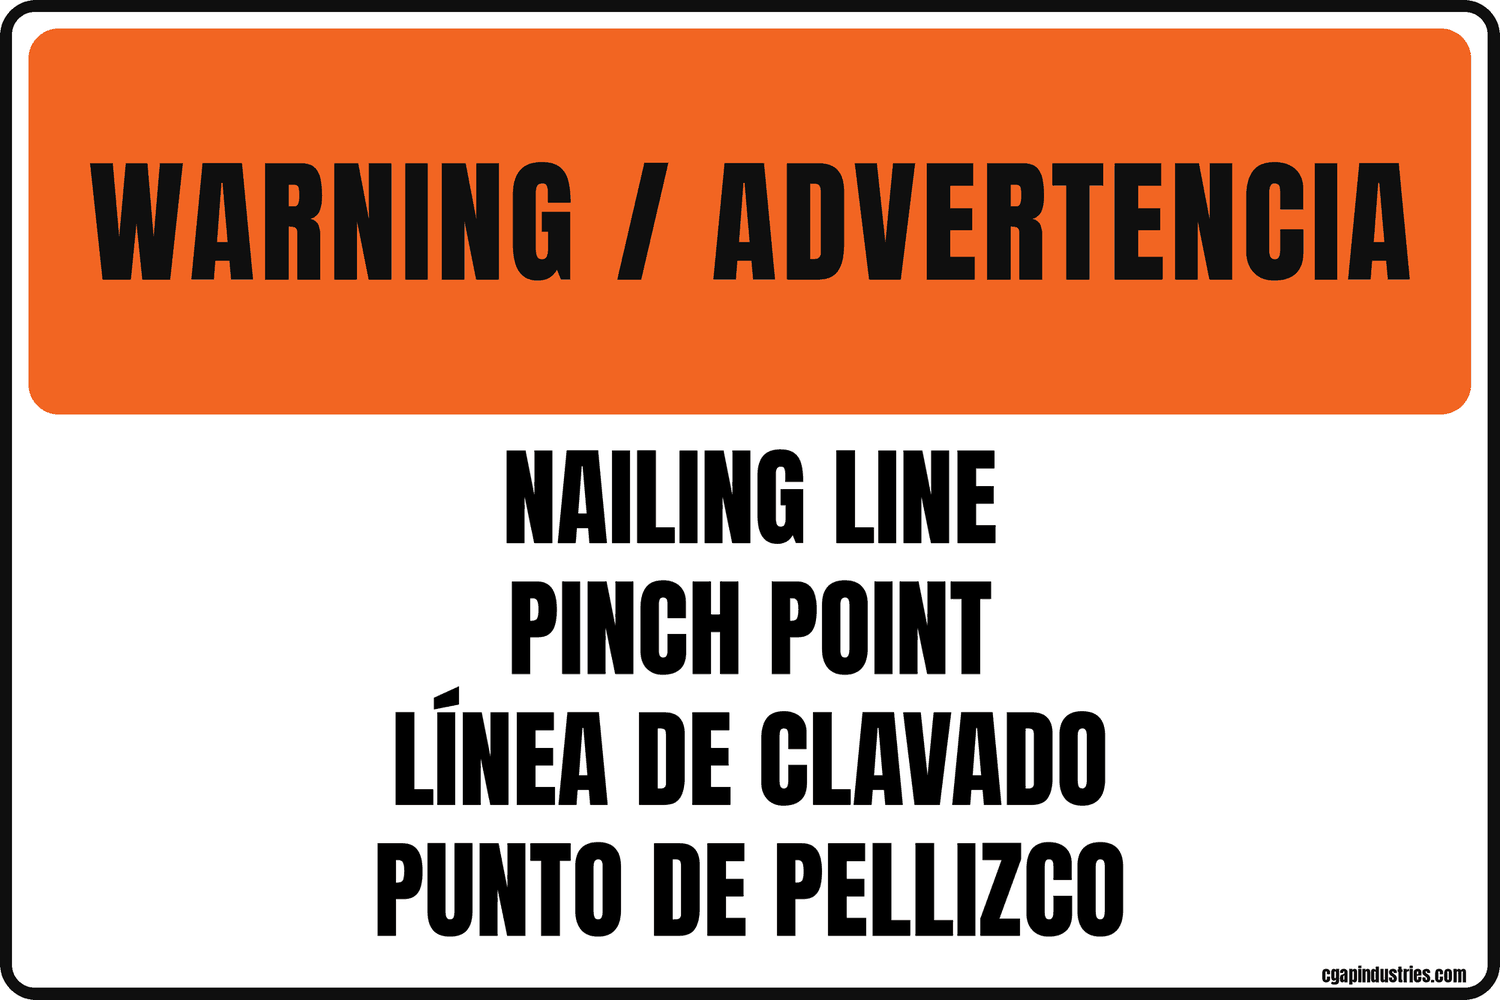 WARNING / ADVERTENCIA
NAILING LINE
PINCH POINT
LÍNEA DE CLAVADO
PUNTO DE PELLIZCO
cgapindustries.com